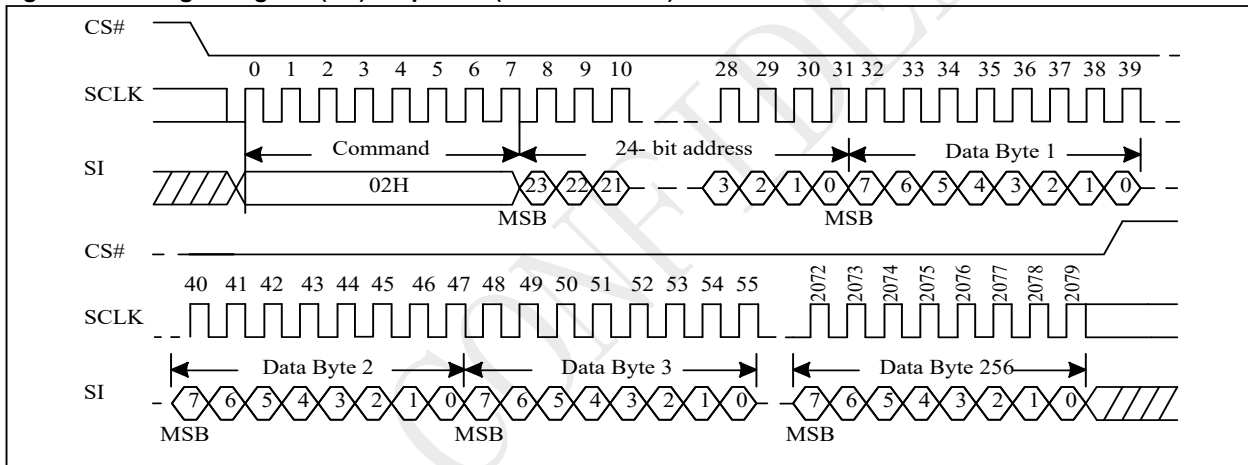 CS#
0 1 2 3 4 5 6 7 8 9 10 28 29 30 31 32 33 34 35 36 37 38 39
SCLK
Command 24- bit address Data Byte 1
SI
02H 23 22 21 3 2 1 0 7 6 5 4 3 2 1 0
MSB MSB
CS#
40 41 42 43 44 45 46 47 48 49 50 51 52 53 54 55 2072 2073 2074 2075 2076 2077 2078 2079
SCLK
Data Byte 2 Data Byte 3 Data Byte 256
SI
7 6 5 4 3 2 1 0 7 6 5 4 3 2 1 0 7 6 5 4 3 2 1 0
MSB MSB MSB